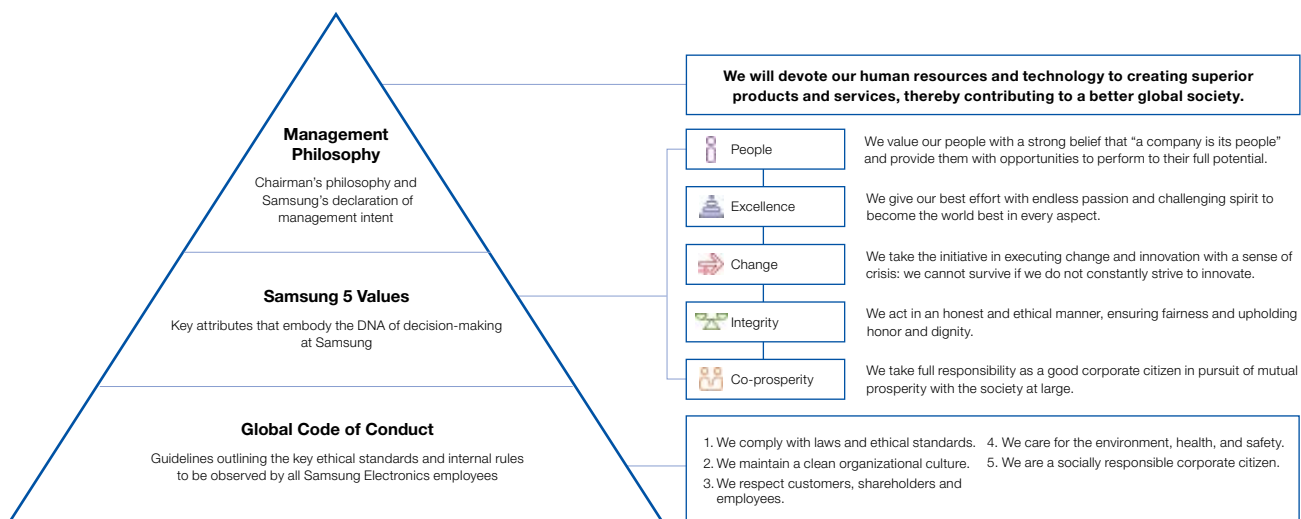 Management
Philosophy
Chairman's philosophy and
Samsung's declaration of
management intent
Samsung 5 Values
Key attributes that embody the DNA of decision-making
at Samsung
Global Code of Conduct
Guidelines outlining the key ethical standards and internal rules
to be observed by all Samsung Electronics employees
We will devote our human resources and technology to creating superior
products and services, thereby contributing to a better global society.
People
We value our people with a strong belief that “a company is its people”
and provide them with opportunities to perform to their full potential.
Excellence
We give our best effort with endless passion and challenging spirit to
become the world best in every aspect.
Change
We take the initiative in executing change and innovation with a sense of
crisis: we cannot survive if we do not constantly strive to innovate.
Integrity
We act in an honest and ethical manner, ensuring fairness and upholding
honor and dignity.
Co-prosperity
We take full responsibility as a good corporate citizen in pursuit of mutual
prosperity with the society at large.
1. We comply with laws and ethical standards.
2. We maintain a clean organizational culture.
3. We respect customers, shareholders and
employees.
4. We care for the environment, health, and safety.
5. We are a socially responsible corporate citizen.